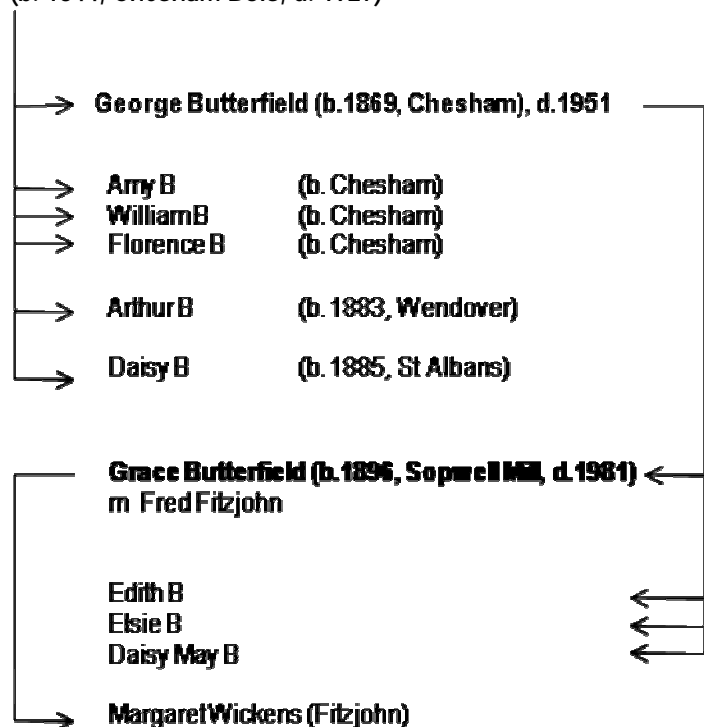 George Butterfield (b.1869, Chesham), d.1951
Amy B (b. Chesham)
William B (b. Chesham)
Florence B (b. Chesham)
Arthur B (b. 1883, Wendover)
Daisy B (b. 1885, St Albans)
Grace Butterfield (b.1896, Sopwell Mill, d.1981)
m Fred Fitzjohn
Edith B
Elsie B
Daisy May B
Margaret Wickens (Fitzjohn)